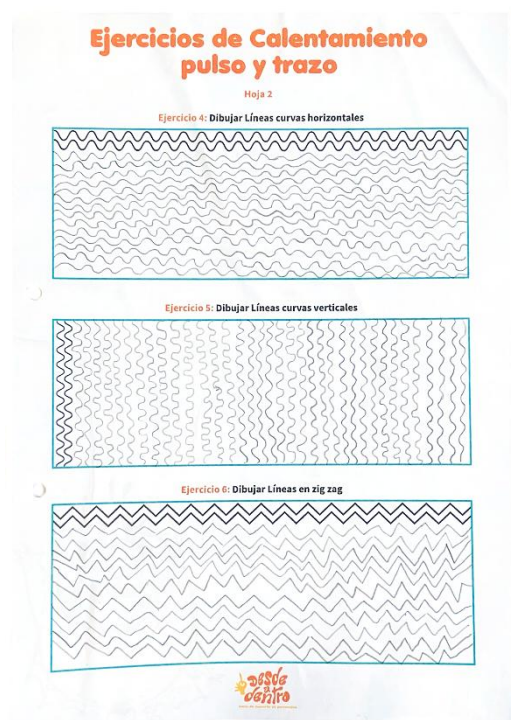 Ejercicios de Calentamiento
pulso y trazo
Hoja 2
Ejercicio 4: Dibujar Líneas curvas horizontales
Ejercicio 5: Dibujar Líneas curvas verticales
Ejercicio 6: Dibujar Líneas en zig zag
Desde
a
dentro